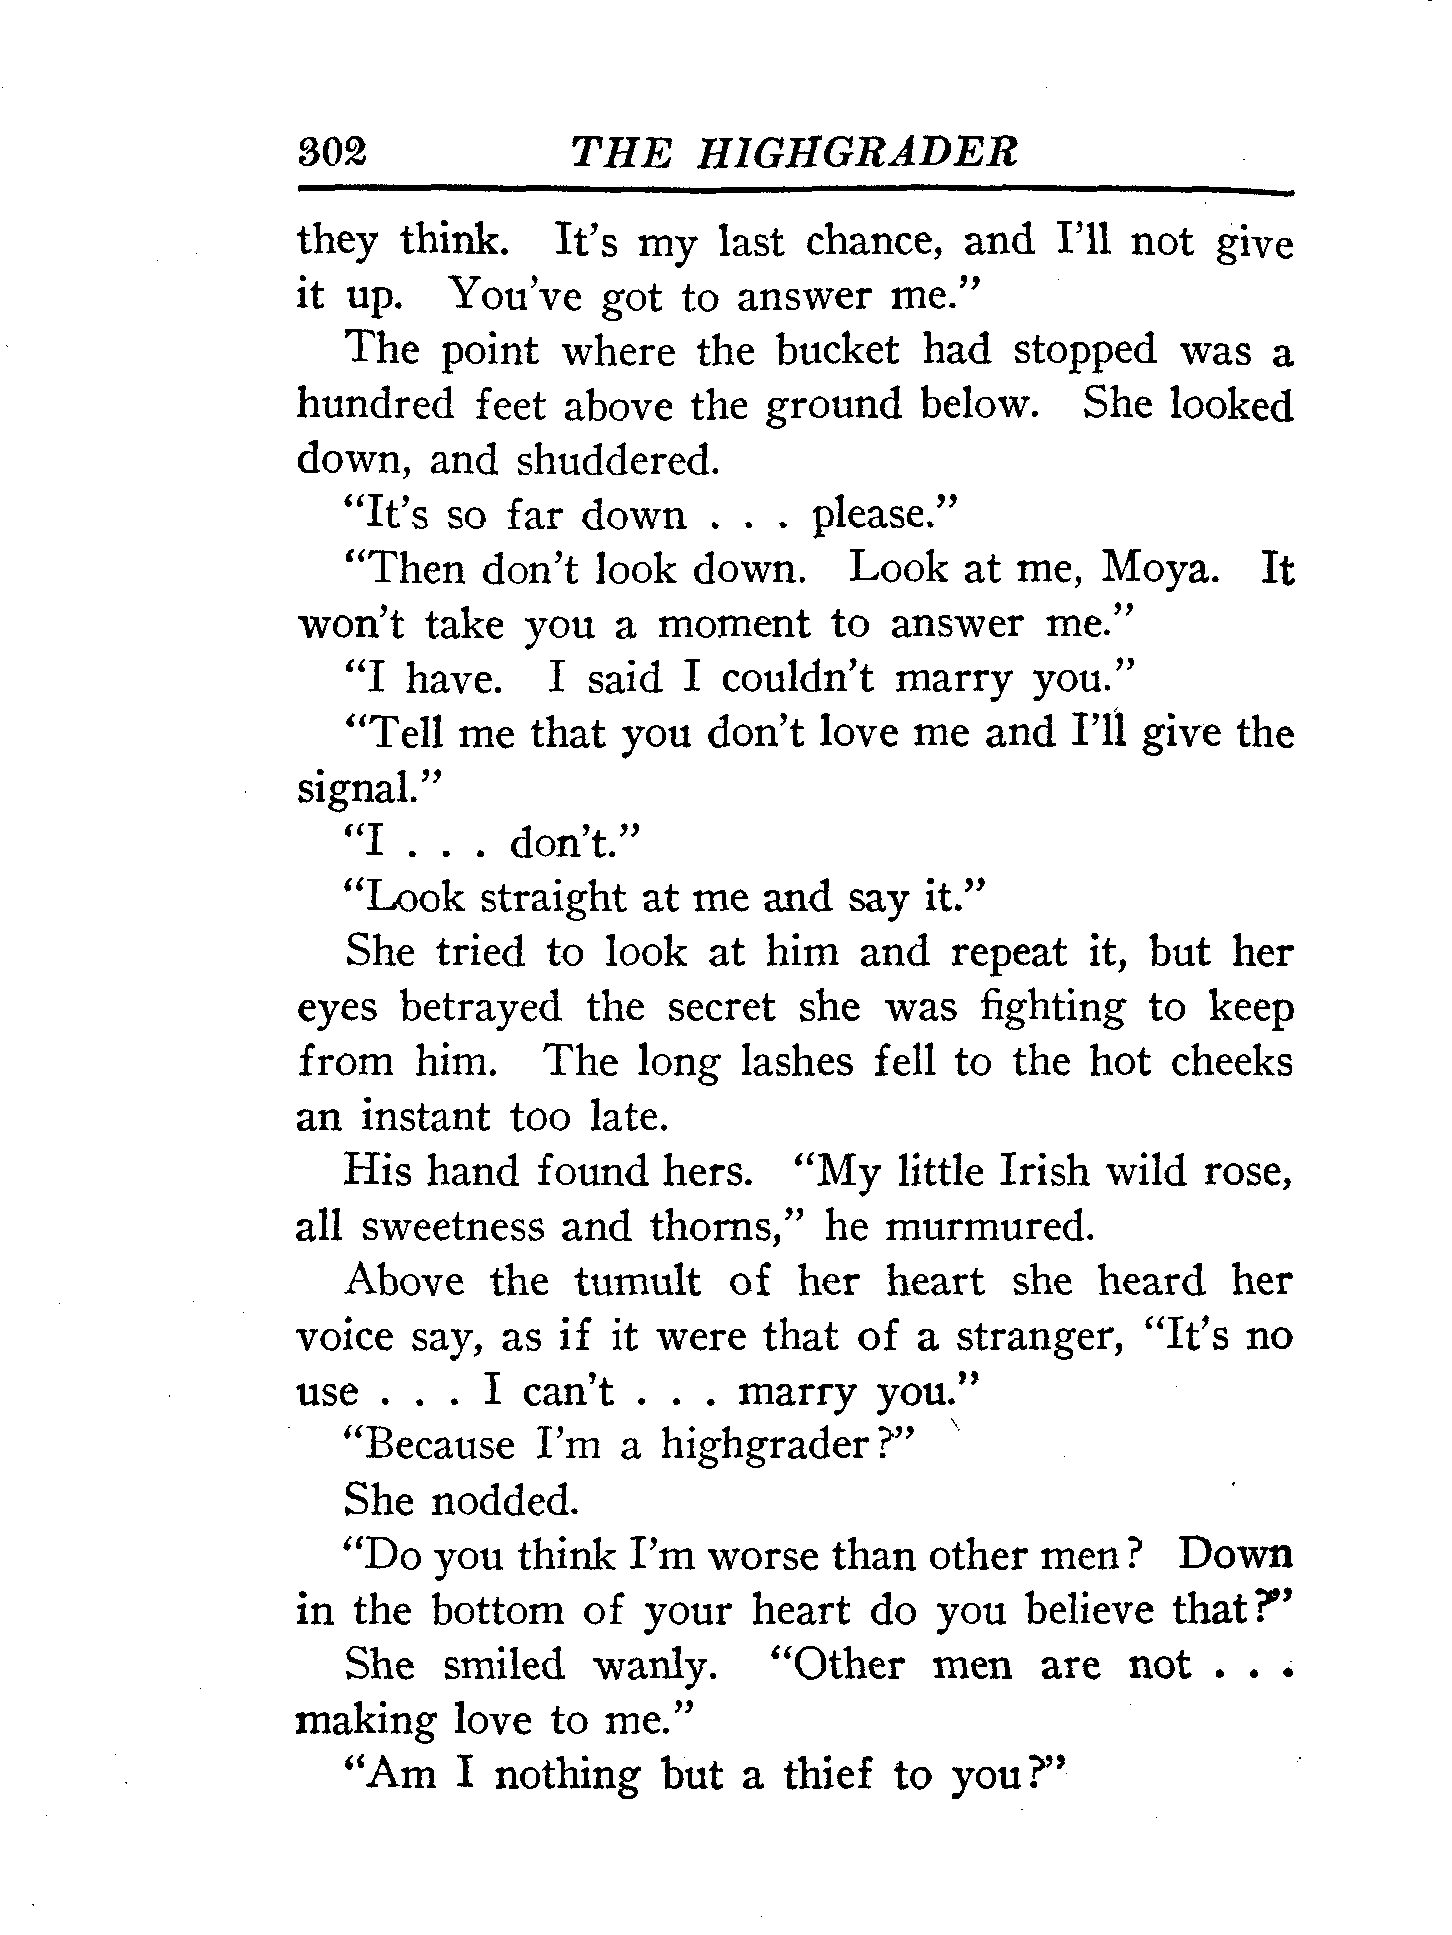 302 THE HIGHGRADER
they think. It's my last chance, and I'll not give
it up. You've got to answer me."
The point where the bucket had stopped was a
hundred feet above the ground below. She looked
down, and shuddered.
"It's so far down . . . please."
"Then don't look down. Look at me, Moya. It
won't take you a moment to answer me."
"I have. I said I couldn't marry you."
"Tell me that you don't love me and I'll give the
signal."
"I . . . don't."
"Look straight at me and say it."
She tried to look at him and repeat it, but her
eyes betrayed the secret she was fighting to keep
from him. The long lashes fell to the hot cheeks
an instant too late.
His hand found hers. "My little Irish wild rose,
all sweetness and thorns," he murmured.
Above the tumult of her heart she heard her
voice say, as if it were that of a stranger, "It's no
use . . . I can't . . . marry you."
"Because I'm a highgrader?"
She nodded.
"Do you think I'm worse than other men? Down
in the bottom of your heart do you believe that?"
She smiled wanly. "Other men are not . . .
making love to me."
"Am I nothing but a thief to you?"